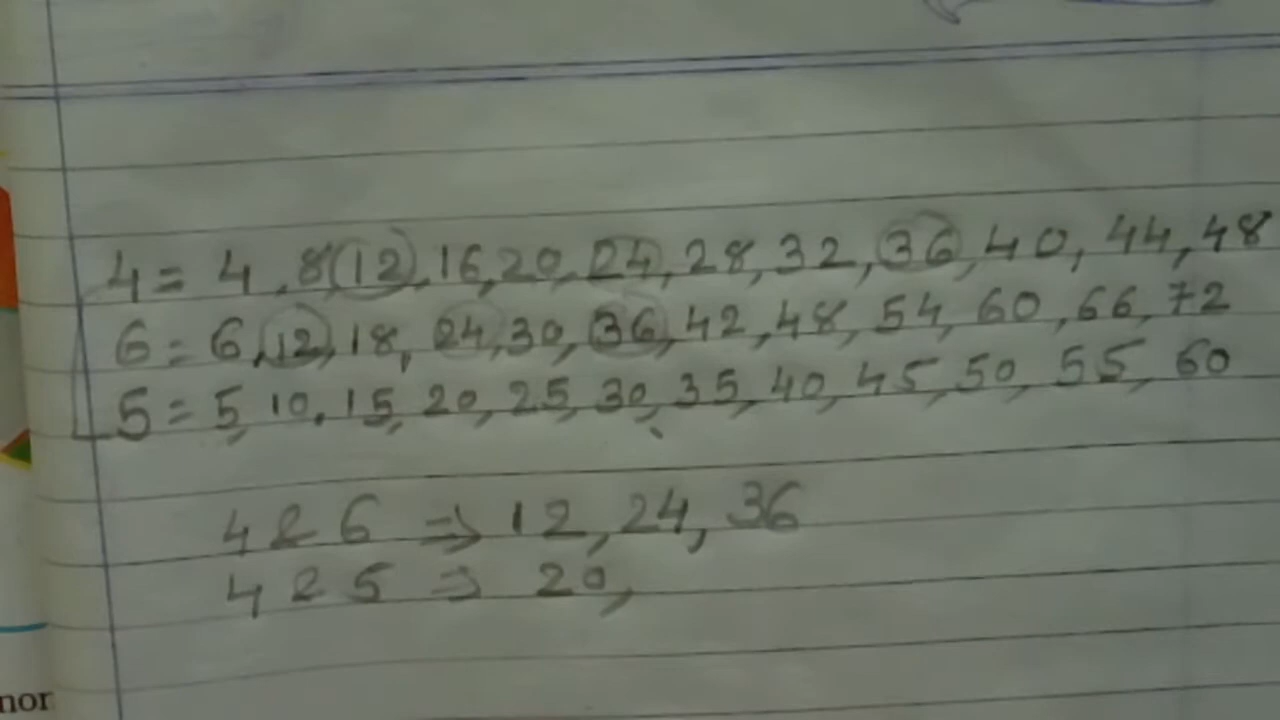 4 = 4, 8, 12, 16, 20, 24, 28, 32, 36, 40, 44, 48
6 = 6, 12, 18, 24, 30, 36, 42, 48, 54, 60, 66, 72
5 = 5, 10, 15, 20, 25, 30, 35, 40, 45, 50, 55, 60
4 & 6 ⇒ 12, 24, 36
4 & 5 ⇒ 20,
nor